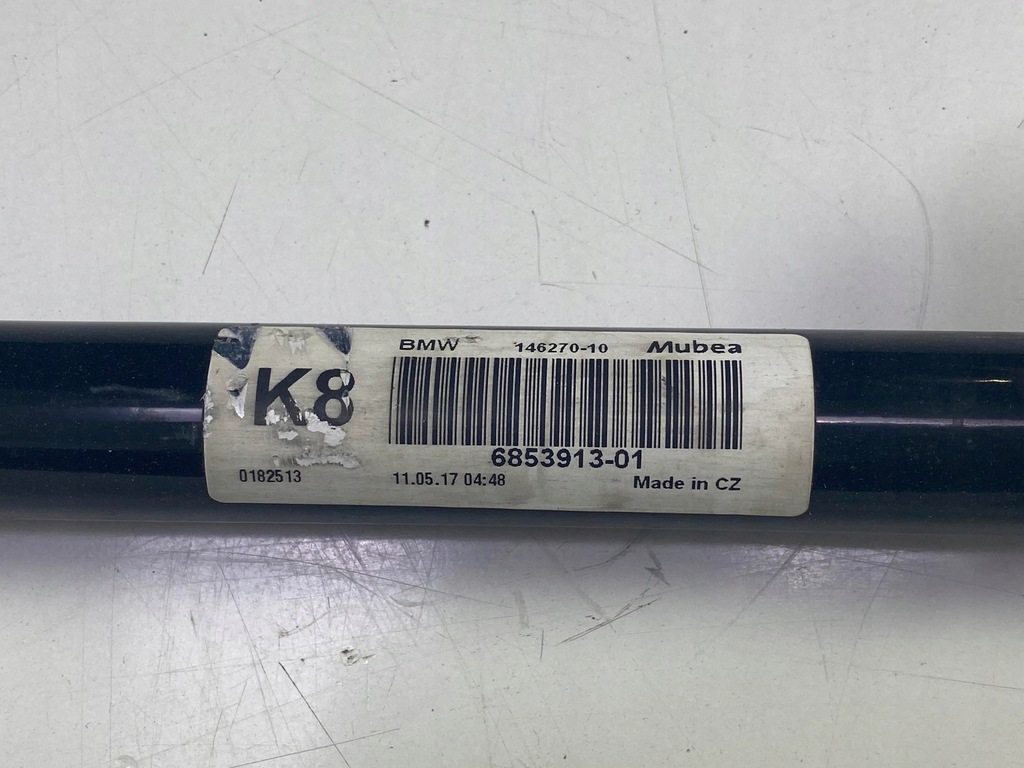 BMW 146270-10 Mubea
K8
6853913-01
0182513 11.05.17 04:48 Made in CZ